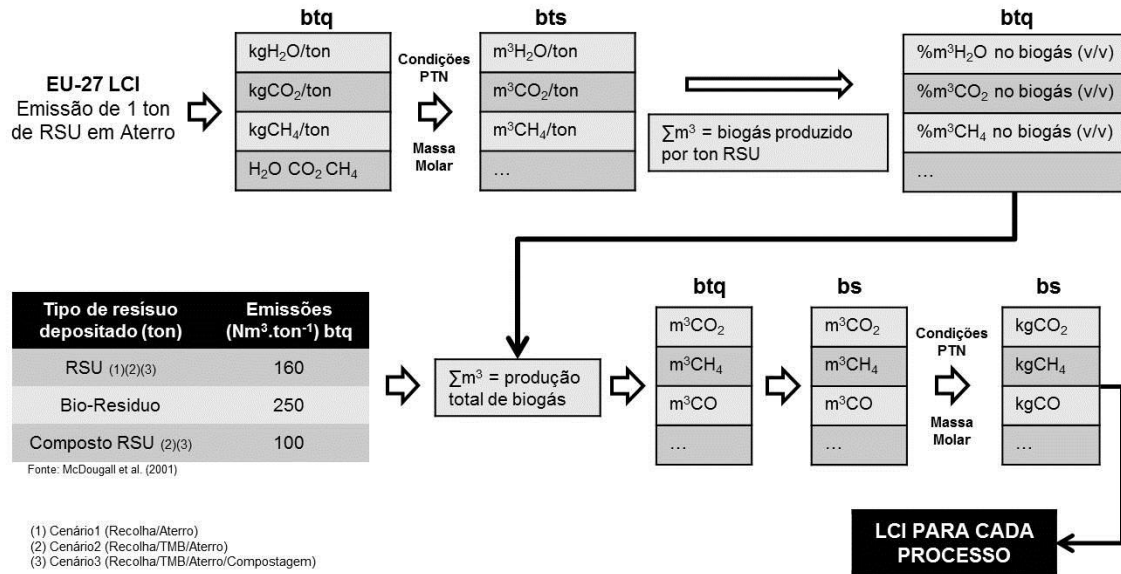 btq
bts
btq
EU-27 LCI
Emissão de 1 ton
de RSU em Aterro
kgH₂O/ton
kgCO₂/ton
kgCH₄/ton
H₂O CO₂ CH₄
Condições
PTN
Massa
Molar
m³H₂O/ton
m³CO₂/ton
m³CH₄/ton
...
∑m³ = biogás produzido
por ton RSU
%m³H₂O no biogás (v/v)
%m³CO₂ no biogás (v/v)
%m³CH₄ no biogás (v/v)
...
Tipo de resísuo
depositado (ton)
Emissões
(Nm³.ton⁻¹) btq
RSU (1)(2)(3) 160
Bio-Residuo 250
Composto RSU (2)(3) 100
Fonte: McDougall et al. (2001)
∑m³ = produção
total de biogás
btq
m³CO₂
m³CH₄
m³CO
...
bs
m³CO₂
m³CH₄
m³CO
...
Condições
PTN
Massa
Molar
bs
kgCO₂
kgCH₄
kgCO
...
(1) Cenário1 (Recolha/Aterro)
(2) Cenário2 (Recolha/TMB/Aterro)
(3) Cenário3 (Recolha/TMB/Aterro/Compostagem)
LCI PARA CADA
PROCESSO